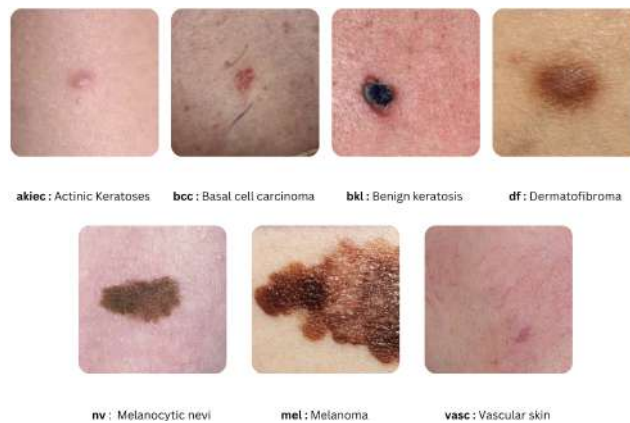 akiec : Actinic Keratoses
bcc : Basal cell carcinoma
bkl : Benign keratosis
df : Dermatofibroma
nv : Melanocytic nevi
mel : Melanoma
vasc : Vascular skin